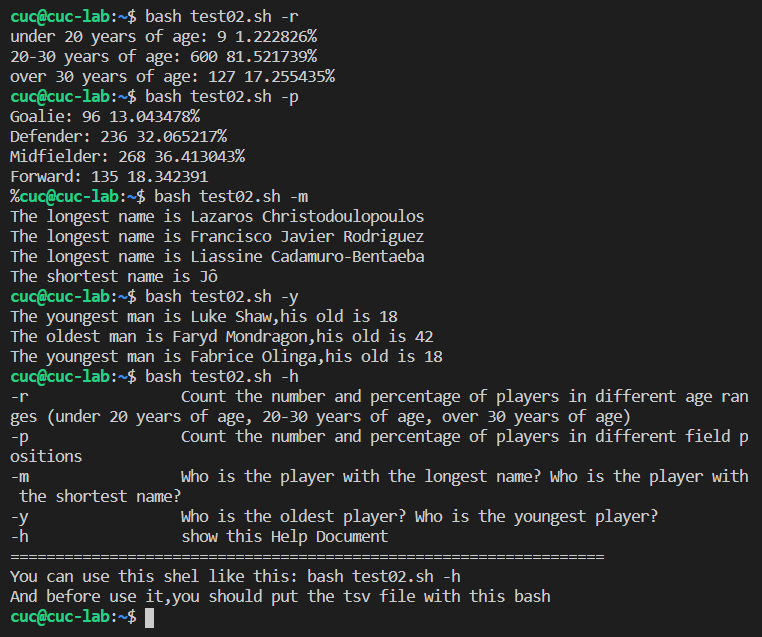 cuc@cuc-lab:~$ bash test02.sh -r
under 20 years of age: 9 1.222826%
20-30 years of age: 600 81.521739%
over 30 years of age: 127 17.255435%
cuc@cuc-lab:~$ bash test02.sh -p
Goalie: 96 13.043478%
Defender: 236 32.065217%
Midfielder: 268 36.413043%
Forward: 135 18.342391
%cuc@cuc-lab:~$ bash test02.sh -m
The longest name is Lazaros Christodoulopoulos
The longest name is Francisco Javier Rodriguez
The longest name is Liassine Cadamuro-Bentaeba
The shortest name is Jô
cuc@cuc-lab:~$ bash test02.sh -y
The youngest man is Luke Shaw,his old is 18
The oldest man is Faryd Mondragon,his old is 42
The youngest man is Fabrice Olinga,his old is 18
cuc@cuc-lab:~$ bash test02.sh -h
-r                 Count the number and percentage of players in different age ran
ges (under 20 years of age, 20-30 years of age, over 30 years of age)
-p                 Count the number and percentage of players in different field p
ositions
-m                 Who is the player with the longest name? Who is the player with
 the shortest name?
-y                 Who is the oldest player? Who is the youngest player?
-h                 show this Help Document
==================================================================
You can use this shel like this: bash test02.sh -h
And before use it,you should put the tsv file with this bash
cuc@cuc-lab:~$